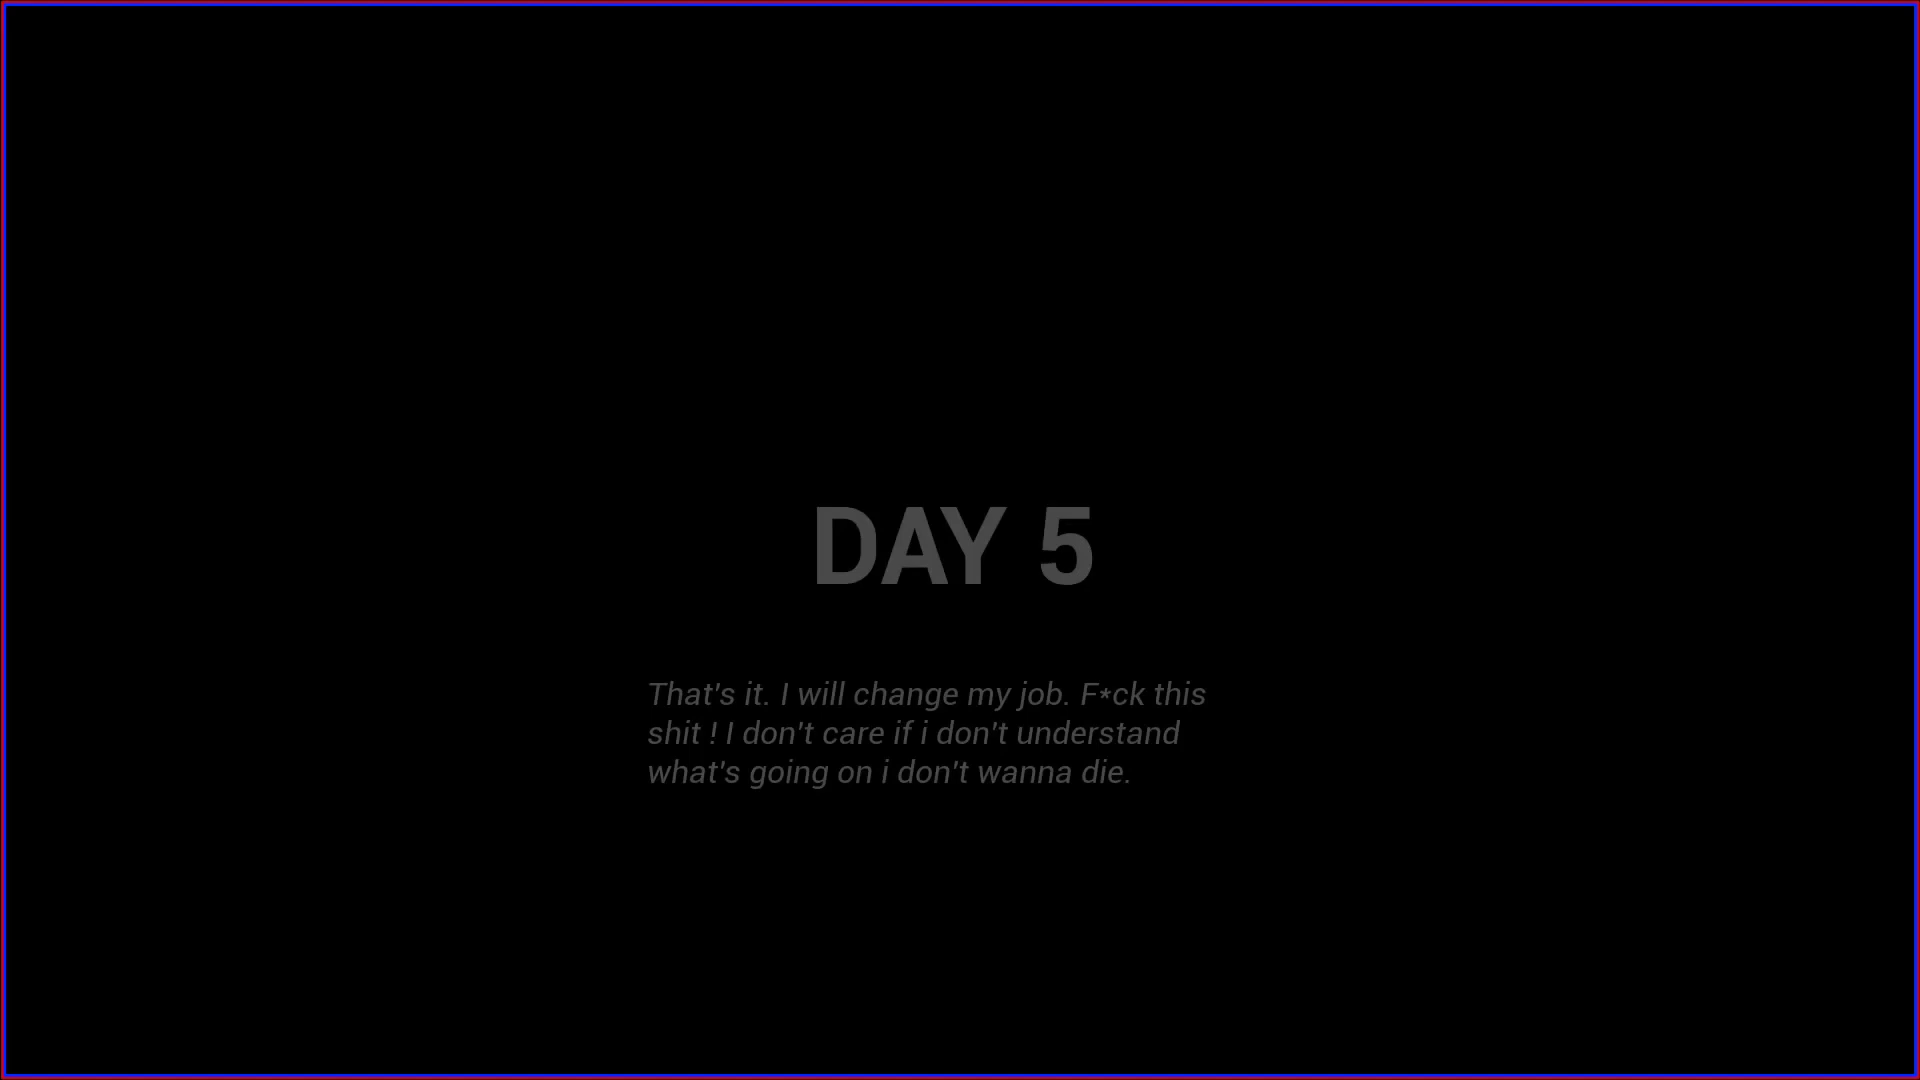 DAY 5
That's it. I will change my job. F*ck this
shit ! I don't care if i don't understand
what's going on i don't wanna die.